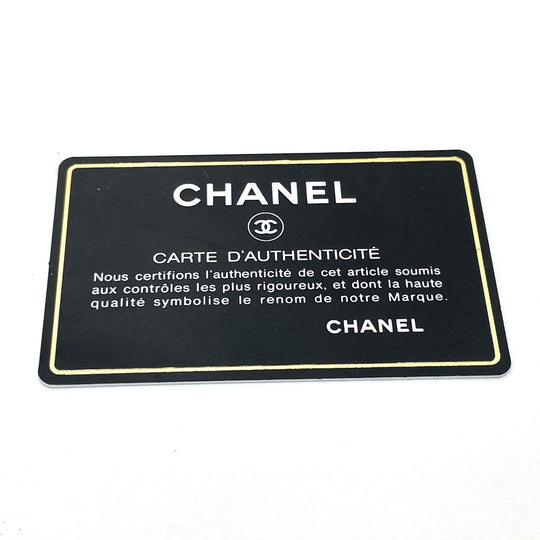 CHANEL
CARTE D'AUTHENTICITÉ
Nous certifions l'authenticité de cet article soumis
aux contrôles les plus rigoureux, et dont la haute
qualité symbolise le renom de notre Marque.
CHANEL